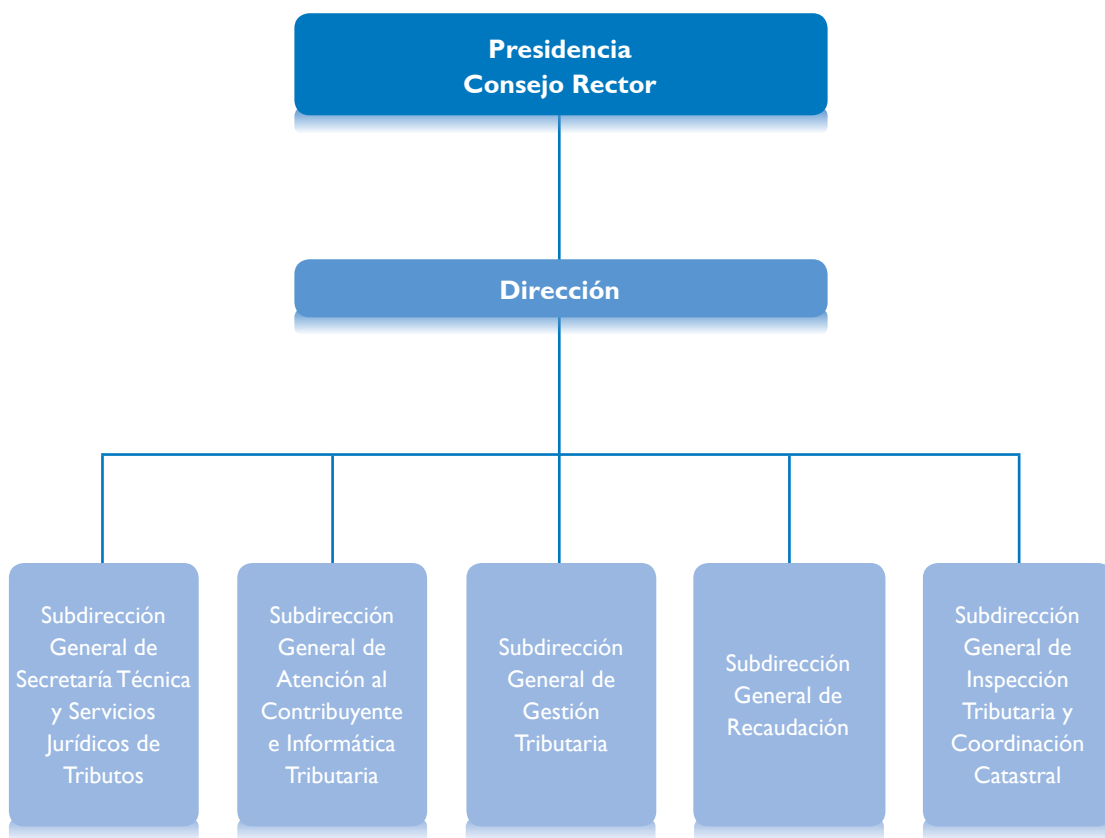 Presidencia
Consejo Rector
Dirección
Subdirección
General de
Secretaría Técnica
y Servicios
Jurídicos de
Tributos
Subdirección
General de
Atención al
Contribuyente
e Informática
Tributaria
Subdirección
General de
Gestión
Tributaria
Subdirección
General de
Recaudación
Subdirección
General de
Inspección
Tributaria y
Coordinación
Catastral